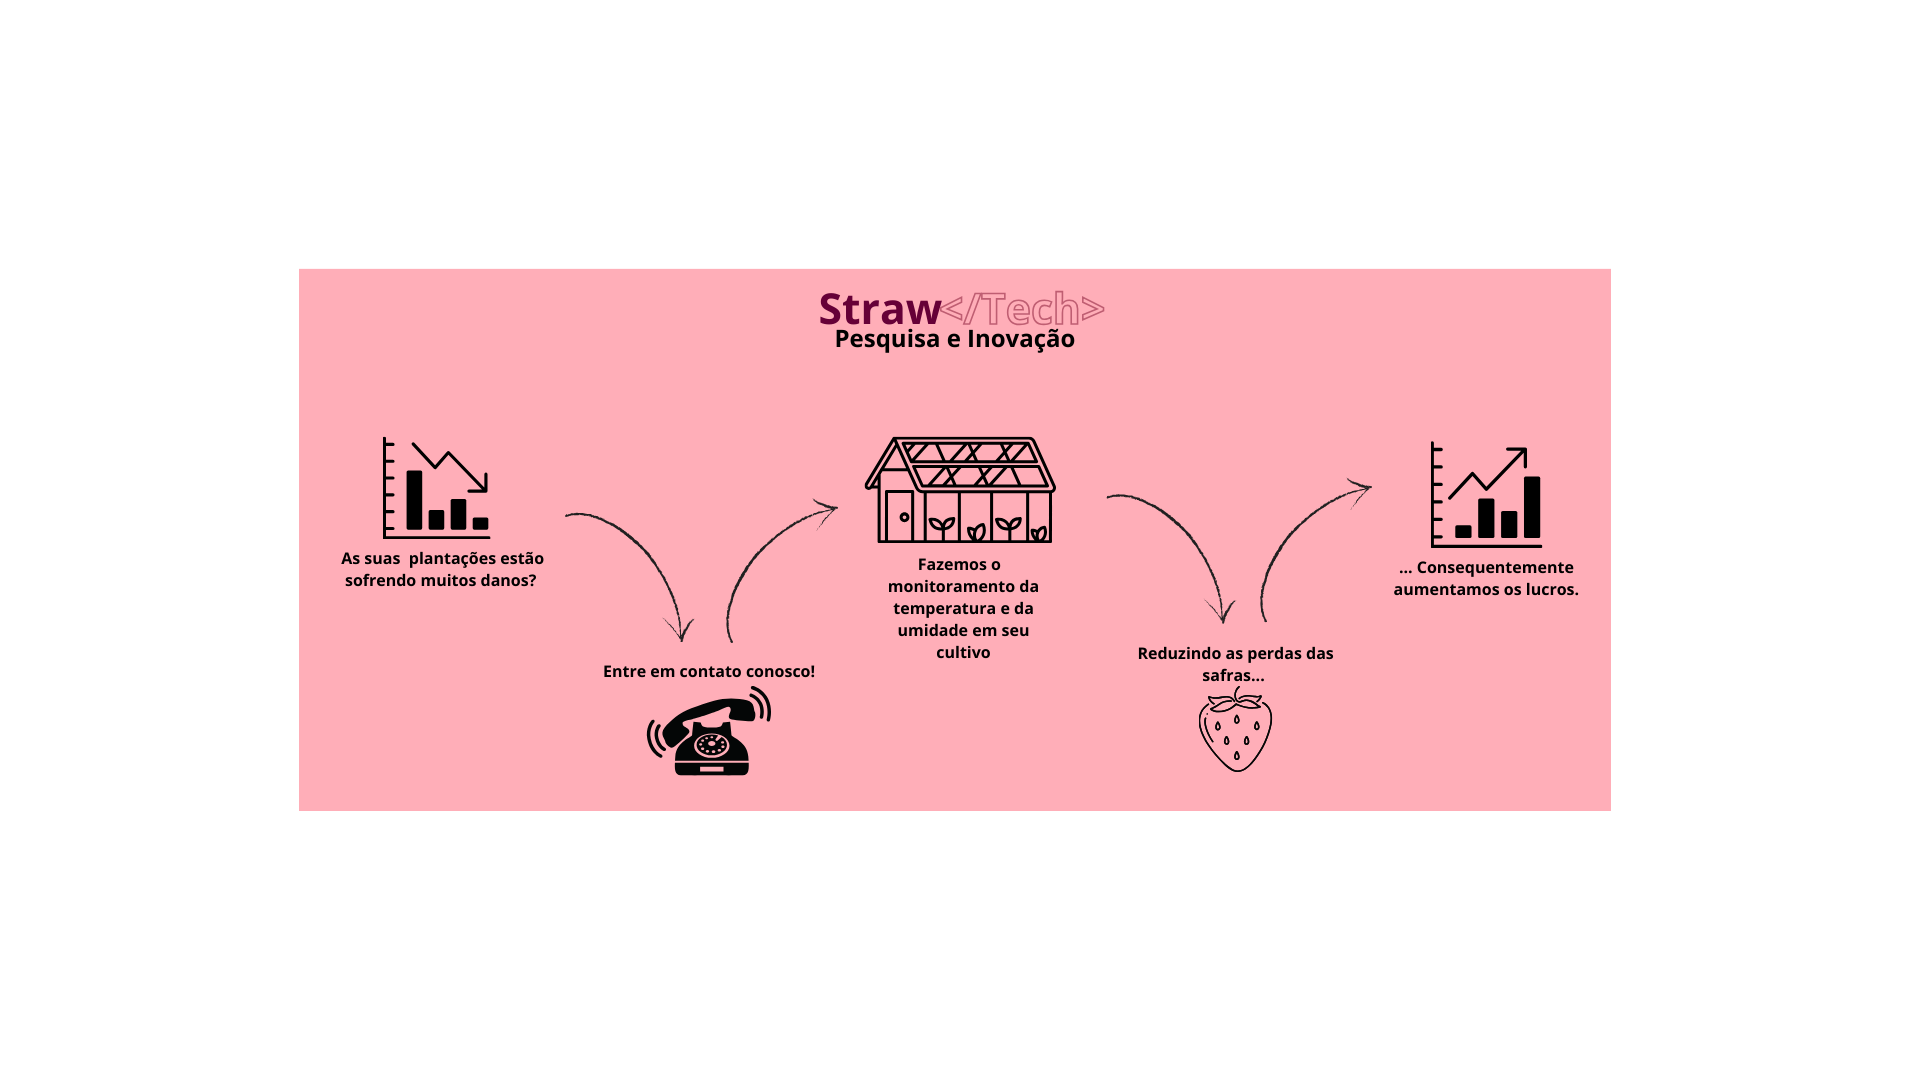 Straw</Tech>
Pesquisa e Inovação
As suas  plantações estão
sofrendo muitos danos?
Entre em contato conosco!
Fazemos o
monitoramento da
temperatura e da
umidade em seu
cultivo
Reduzindo as perdas das
safras...
... Consequentemente
aumentamos os lucros.